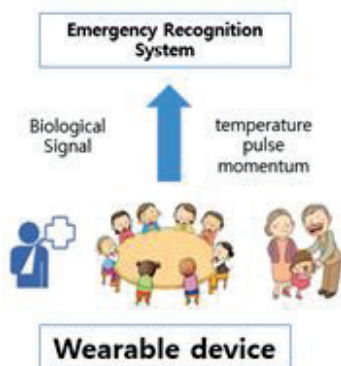 Emergency Recognition
System
Biological
Signal
temperature
pulse
momentum
Wearable device